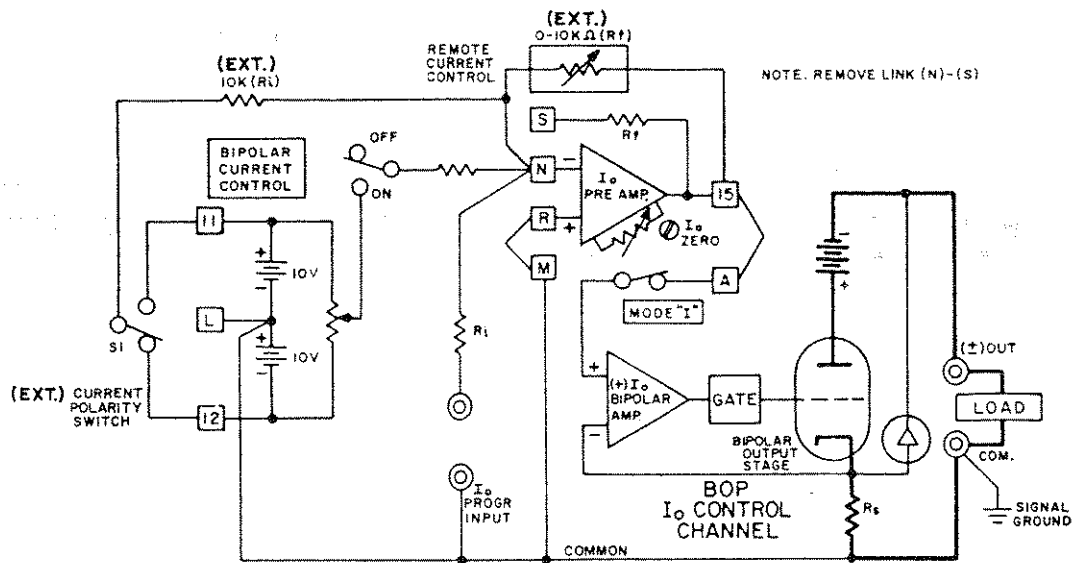 (EXT.)
0-10KΩ(Rf)
REMOTE
CURRENT
CONTROL
(EXT.)
10K(Ri)
NOTE. REMOVE LINK (N)-(S)
S
Rf
OFF
BIPOLAR
CURRENT
CONTROL
ON
N
−
Io
PRE AMP.
15
R
+
Io
ZERO
M
11
+
10V
−
L
S1
+
10V
−
12
(EXT.) CURRENT
POLARITY
SWITCH
Ri
Io
PROGR
INPUT
A
MODE "I"
+
(+)Io
BIPOLAR
AMP.
−
GATE
−
+
BIPOLAR
OUTPUT
STAGE
(±)OUT
LOAD
COM.
SIGNAL
GROUND
BOP
Io CONTROL
CHANNEL
Rs
COMMON